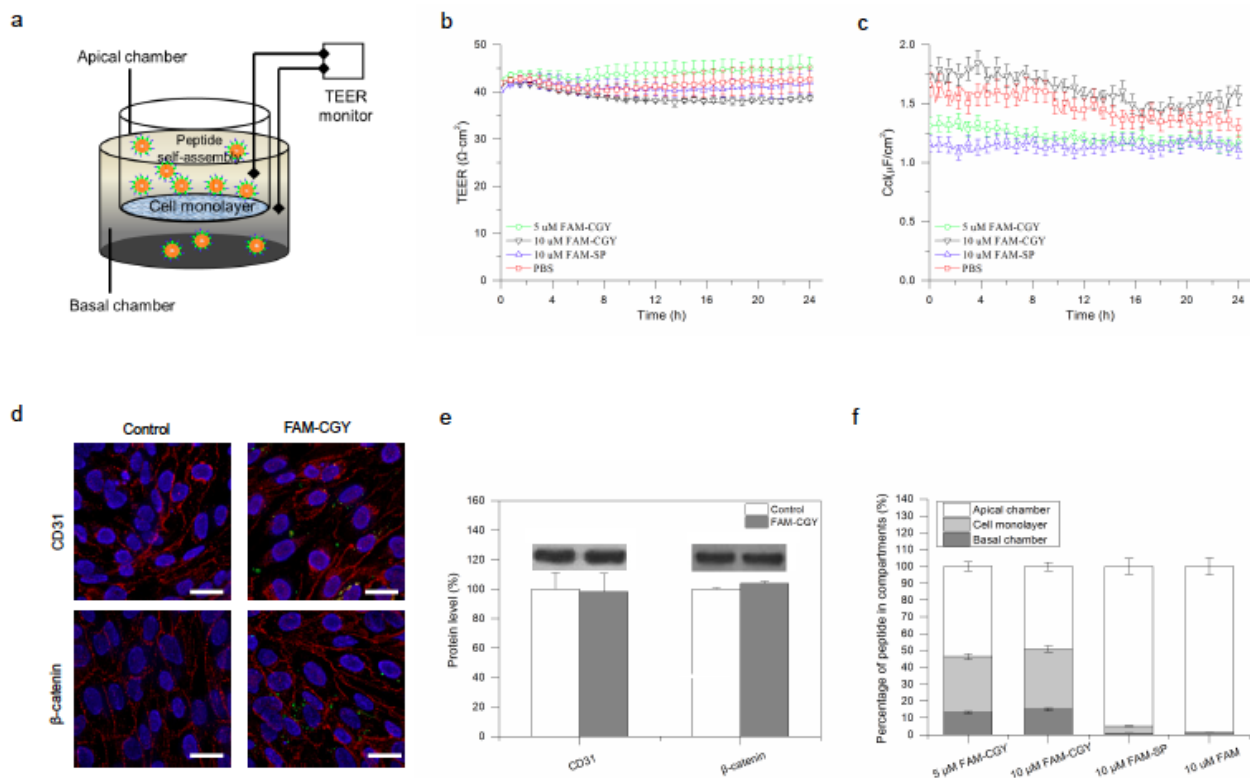 a
Apical chamber
TEER
monitor
Peptide
self-assembly
Cell monolayer
Basal chamber
b
50
40
30
20
10
0
TEER (Ω·cm²)
5 uM FAM-CGY
10 uM FAM-CGY
10 uM FAM-SP
PBS
0 4 8 12 16 20 24
Time (h)
c
2.0
1.5
1.0
0.5
0.0
Ccl(μF/cm²)
5 uM FAM-CGY
10 uM FAM-CGY
10 uM FAM-SP
PBS
0 4 8 12 16 20 24
Time (h)
d
Control FAM-CGY
CD31
β-catenin
e
160
140
120
100
80
60
40
20
0
Protein level (%)
Control
FAM-CGY
CD31 β-catenin
f
140
130
120
110
100
90
80
70
60
50
40
30
20
10
0
Percentage of peptide in compartments (%)
Apical chamber
Cell monolayer
Basal chamber
5 μM FAM-CGY
10 μM FAM-CGY
10 μM FAM-SP
10 μM FAM